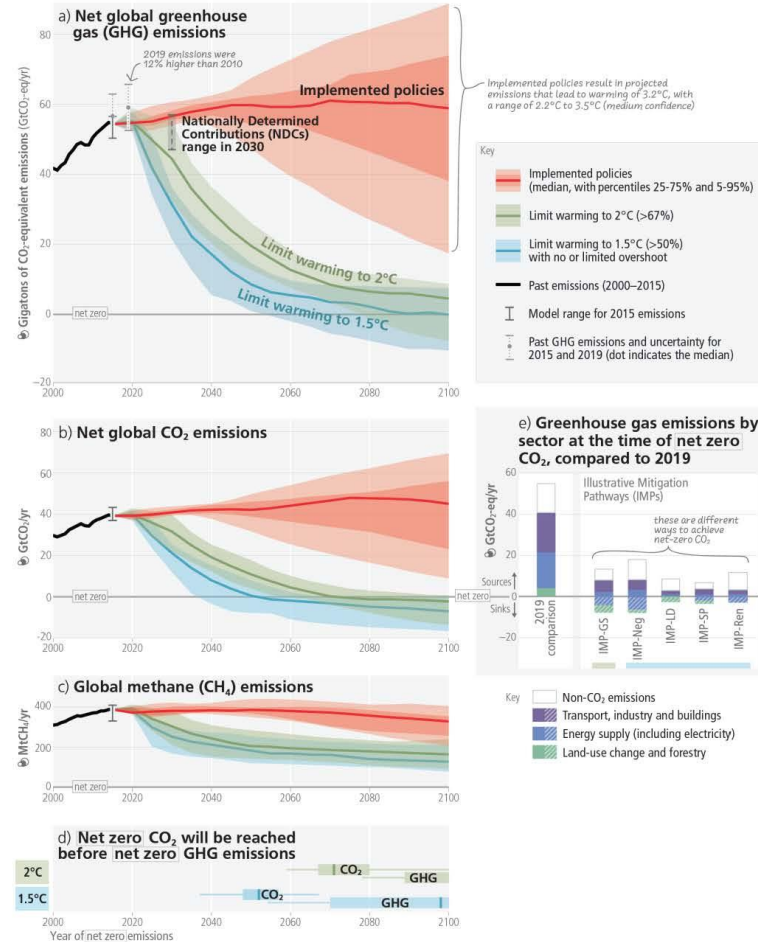 a) Net global greenhouse
gas (GHG) emissions
80
2019 emissions were
12% higher than 2010
Implemented policies
Implemented policies result in projected
emissions that lead to warming of 3.2°C, with
a range of 2.2°C to 3.5°C (medium confidence)
60
Nationally Determined
Contributions (NDCs)
range in 2030
40
20
Limit warming to 2°C
Limit warming to 1.5°C
0
net zero
−20
2000
2020
2040
2060
2080
2100
Gigatons of CO₂-equivalent emissions (GtCO₂-eq/yr)
Key
Implemented policies
(median, with percentiles 25-75% and 5-95%)
Limit warming to 2°C (>67%)
Limit warming to 1.5°C (>50%)
with no or limited overshoot
Past emissions (2000–2015)
Model range for 2015 emissions
Past GHG emissions and uncertainty for
2015 and 2019 (dot indicates the median)
b) Net global CO₂ emissions
80
60
40
20
0
net zero
-20
GtCO₂/yr
2000
2020
2040
2060
2080
2100
c) Global methane (CH₄) emissions
400
200
0
net zero
MtCH₄/yr
2000
2020
2040
2060
2080
2100
d) Net zero CO₂ will be reached
before net zero GHG emissions
2°C
CO₂
GHG
1.5°C
CO₂
GHG
2000
2020
2040
2060
2080
2100
Year of net zero emissions
e) Greenhouse gas emissions by
sector at the time of net zero
CO₂, compared to 2019
60
40
20
0
−20
GtCO₂-eq/yr
Illustrative Mitigation
Pathways (IMPs)
these are different
ways to achieve
net-zero CO₂
net zero
Sources
Sinks
2019
comparison
IMP-GS
IMP-Neg
IMP-LD
IMP-SP
IMP-Ren
Key
Non-CO₂ emissions
Transport, industry and buildings
Energy supply (including electricity)
Land-use change and forestry